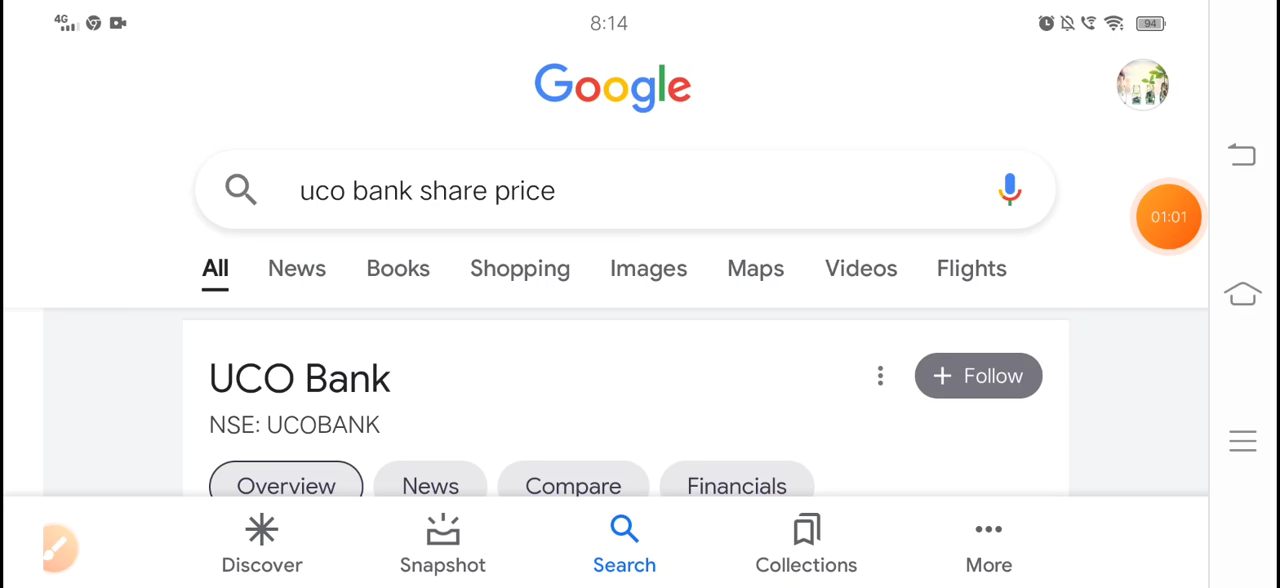 4G 8:14 94
Google
uco bank share price
01:01
All News Books Shopping Images Maps Videos Flights
UCO Bank
+ Follow
NSE: UCOBANK
Overview News Compare Financials
Discover Snapshot Search Collections More